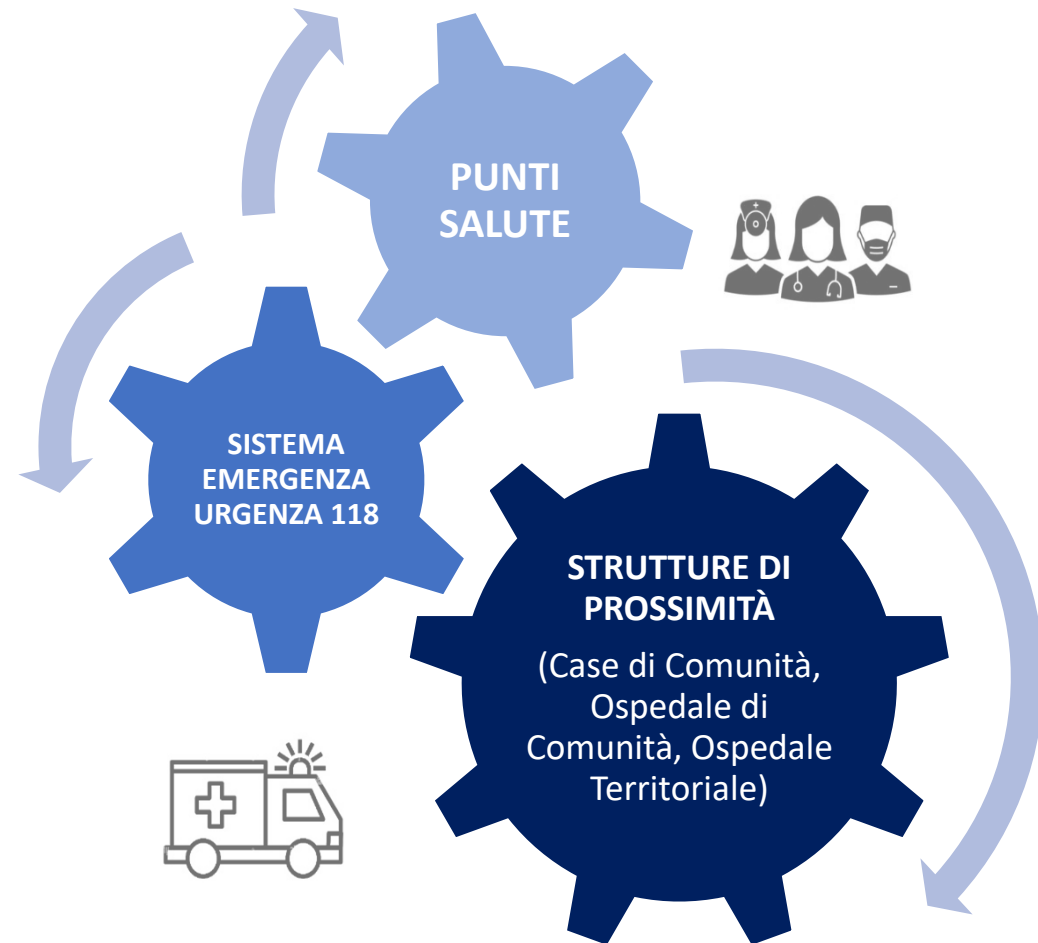 PUNTI
SALUTE
SISTEMA
EMERGENZA
URGENZA 118
STRUTTURE DI
PROSSIMITÀ
(Case di Comunità,
Ospedale di
Comunità, Ospedale
Territoriale)